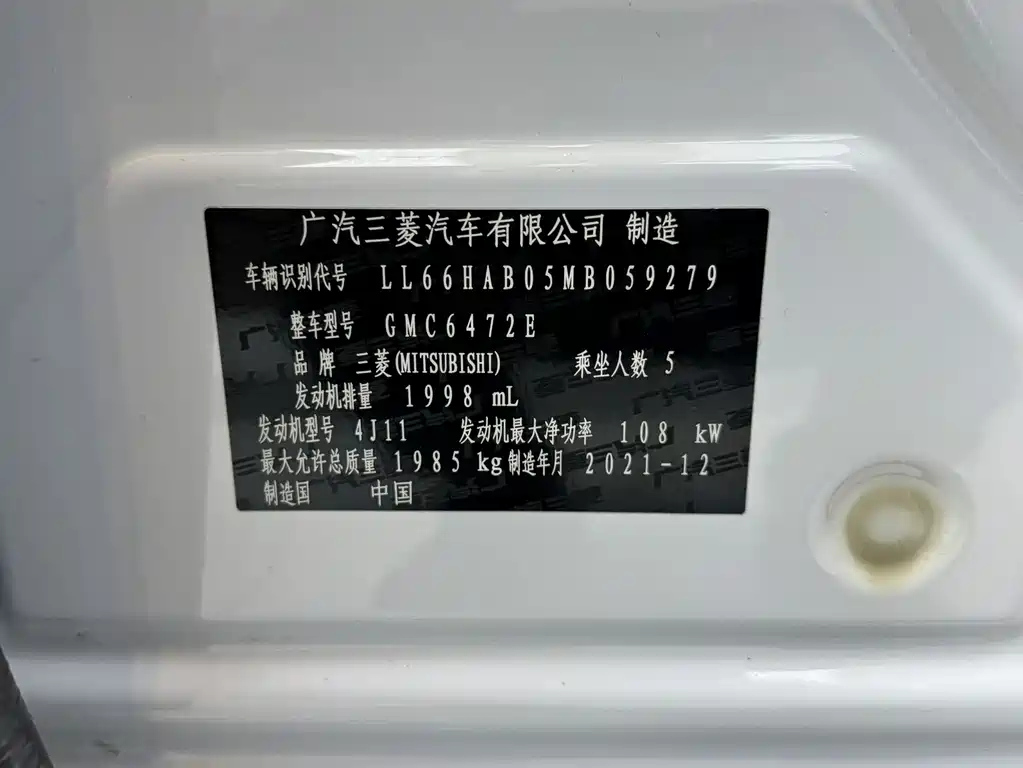 广汽三菱汽车有限公司 制造
车辆识别代号 LL66HAB05MB059279
整车型号 GMC6472E
品牌 三菱(MITSUBISHI) 乘坐人数 5
发动机排量 1998 mL
发动机型号 4J11 发动机最大净功率 108 kW
最大允许总质量 1985 kg 制造年月 2021-12
制造国 中国